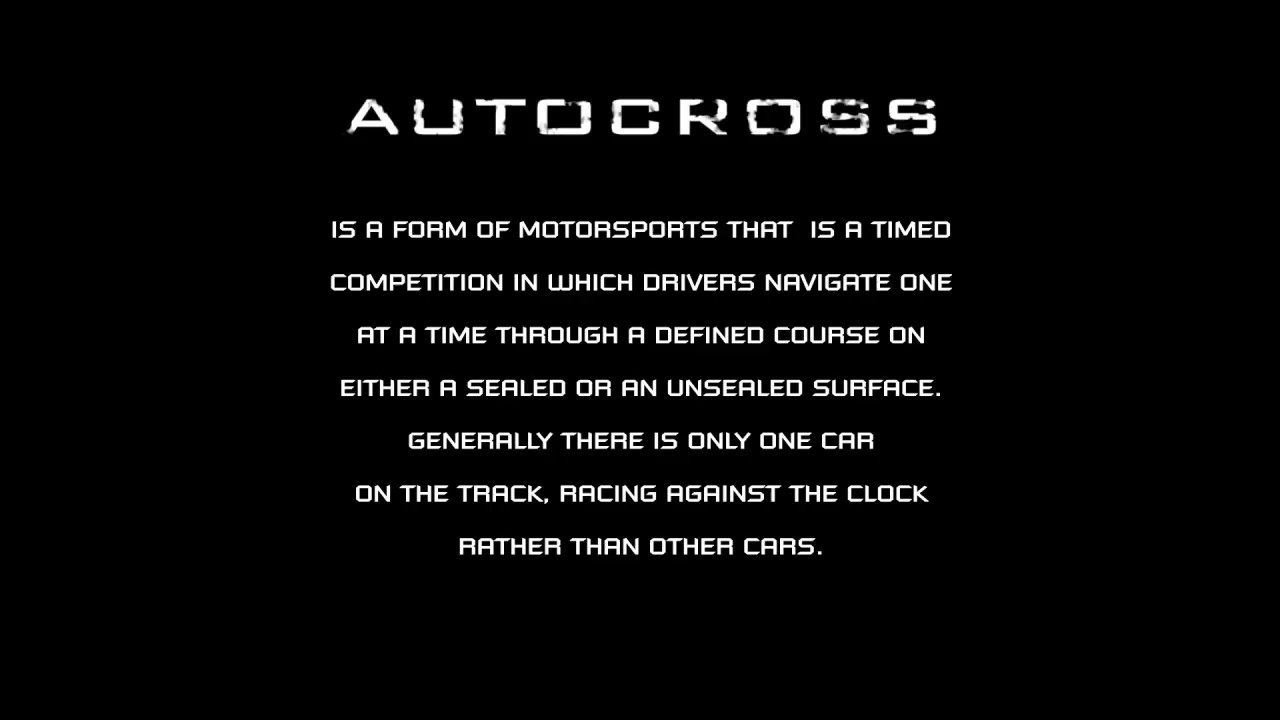 AUTOCROSS
IS A FORM OF MOTORSPORTS THAT  IS A TIMED
COMPETITION IN WHICH DRIVERS NAVIGATE ONE
AT A TIME THROUGH A DEFINED COURSE ON
EITHER A SEALED OR AN UNSEALED SURFACE.
GENERALLY THERE IS ONLY ONE CAR
ON THE TRACK, RACING AGAINST THE CLOCK
RATHER THAN OTHER CARS.